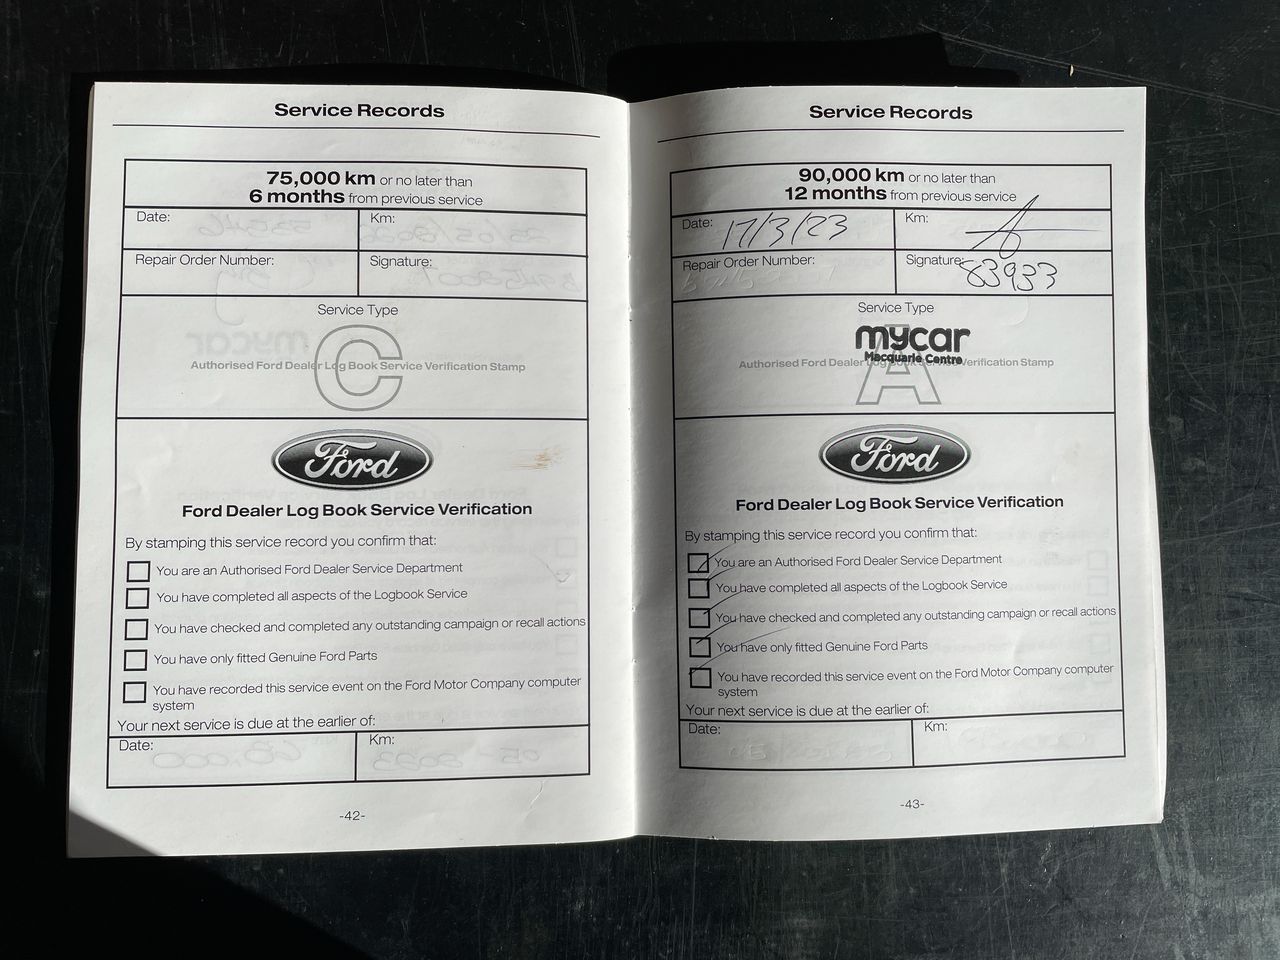 Service Records
75,000 km or no later than
6 months from previous service
Date:
Km:
Repair Order Number:
Signature:
Service Type
C
Authorised Ford Dealer Log Book Service Verification Stamp
Ford
Ford Dealer Log Book Service Verification
By stamping this service record you confirm that:
You are an Authorised Ford Dealer Service Department
You have completed all aspects of the Logbook Service
You have checked and completed any outstanding campaign or recall actions
You have only fitted Genuine Ford Parts
You have recorded this service event on the Ford Motor Company computer
system
Your next service is due at the earlier of:
Date:
Km:
-42-
Service Records
90,000 km or no later than
12 months from previous service
Date: 17/3/23
Km:
Repair Order Number:
Signature: 83933
Service Type
mycar
Macquarie Centre
A
Authorised Ford Dealer Log Book Service Verification Stamp
Ford
Ford Dealer Log Book Service Verification
By stamping this service record you confirm that:
You are an Authorised Ford Dealer Service Department
You have completed all aspects of the Logbook Service
You have checked and completed any outstanding campaign or recall actions
You have only fitted Genuine Ford Parts
You have recorded this service event on the Ford Motor Company computer
system
Your next service is due at the earlier of:
Date:
Km:
-43-